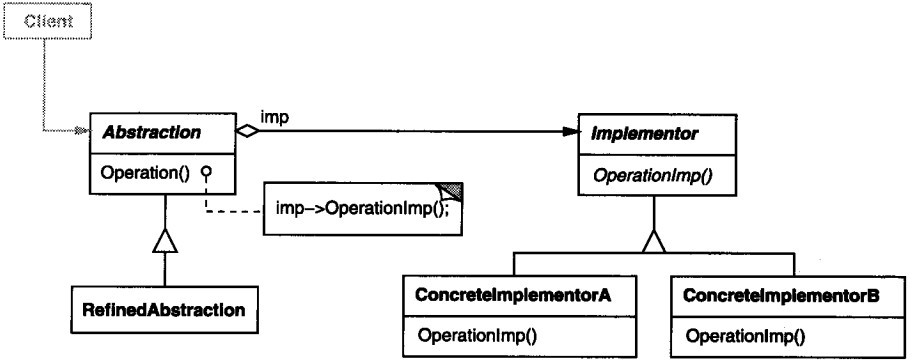 Client
Abstraction
Operation()
imp
Implementor
OperationImp()
imp->OperationImp();
RefinedAbstraction
ConcreteImplementorA
OperationImp()
ConcreteImplementorB
OperationImp()